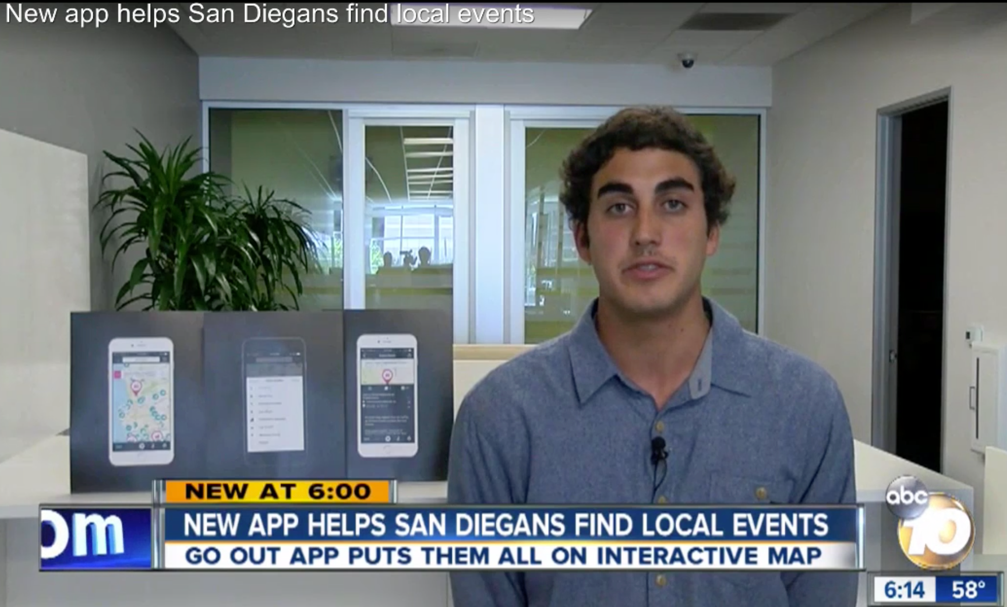 New app helps San Diegans find local events
NEW AT 6:00
om
NEW APP HELPS SAN DIEGANS FIND LOCAL EVENTS
GO OUT APP PUTS THEM ALL ON INTERACTIVE MAP
abc
10
6:14 58°